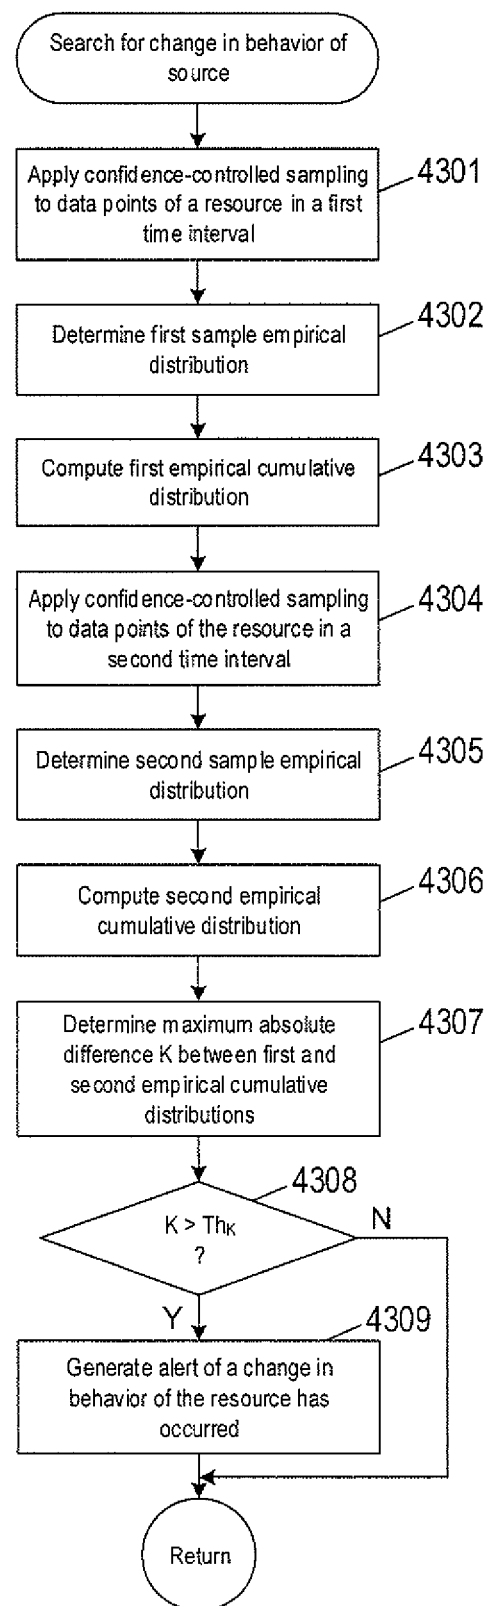 Search for change in behavior of
source
4301
Apply confidence-controlled sampling
to data points of a resource in a first
time interval
4302
Determine first sample empirical
distribution
4303
Compute first empirical cumulative
distribution
4304
Apply confidence-controlled sampling
to data points of the resource in a
second time interval
4305
Determine second sample empirical
distribution
4306
Compute second empirical
cumulative distribution
4307
Determine maximum absolute
difference K between first and
second empirical cumulative
distributions
4308
K > ThK
?
N
Y
4309
Generate alert of a change in
behavior of the resource has
occurred
Return